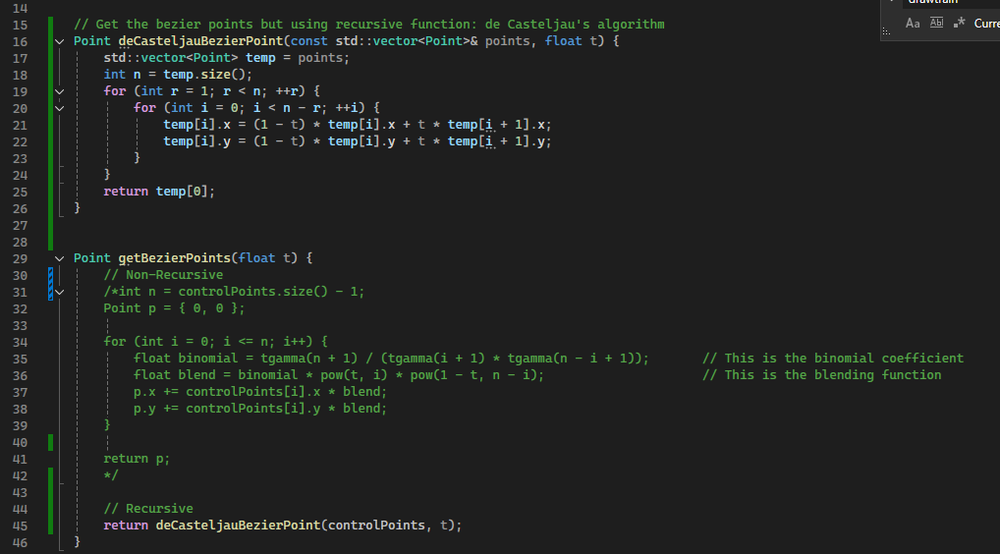 drawtrain
Aa Ab .* Curre
14
15 // Get the bezier points but using recursive function: de Casteljau's algorithm
16 Point deCasteljauBezierPoint(const std::vector<Point>& points, float t) {
17 std::vector<Point> temp = points;
18 int n = temp.size();
19 for (int r = 1; r < n; ++r) {
20 for (int i = 0; i < n - r; ++i) {
21 temp[i].x = (1 - t) * temp[i].x + t * temp[i + 1].x;
22 temp[i].y = (1 - t) * temp[i].y + t * temp[i + 1].y;
23 }
24 }
25 return temp[0];
26 }
27
28
29 Point getBezierPoints(float t) {
30 // Non-Recursive
31 /*int n = controlPoints.size() - 1;
32 Point p = { 0, 0 };
33
34 for (int i = 0; i <= n; i++) {
35 float binomial = tgamma(n + 1) / (tgamma(i + 1) * tgamma(n - i + 1)); // This is the binomial coefficient
36 float blend = binomial * pow(t, i) * pow(1 - t, n - i); // This is the blending function
37 p.x += controlPoints[i].x * blend;
38 p.y += controlPoints[i].y * blend;
39 }
40
41 return p;
42 */
43
44 // Recursive
45 return deCasteljauBezierPoint(controlPoints, t);
46 }